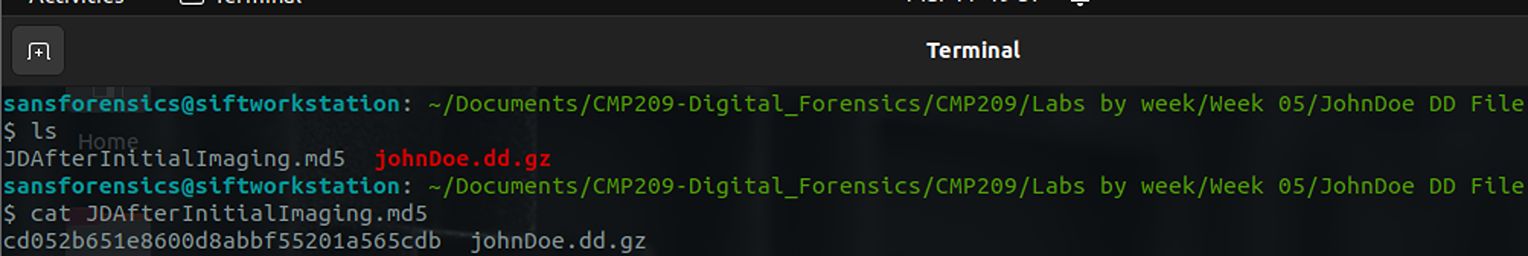 Activities
Terminal
Terminal
sansforensics@siftworkstation: ~/Documents/CMP209-Digital_Forensics/CMP209/Labs by week/Week 05/JohnDoe DD File
$ ls
Home
JDAfterInitialImaging.md5  johnDoe.dd.gz
sansforensics@siftworkstation: ~/Documents/CMP209-Digital_Forensics/CMP209/Labs by week/Week 05/JohnDoe DD File
$ cat JDAfterInitialImaging.md5
cd052b651e8600d8abbf55201a565cdb  johnDoe.dd.gz